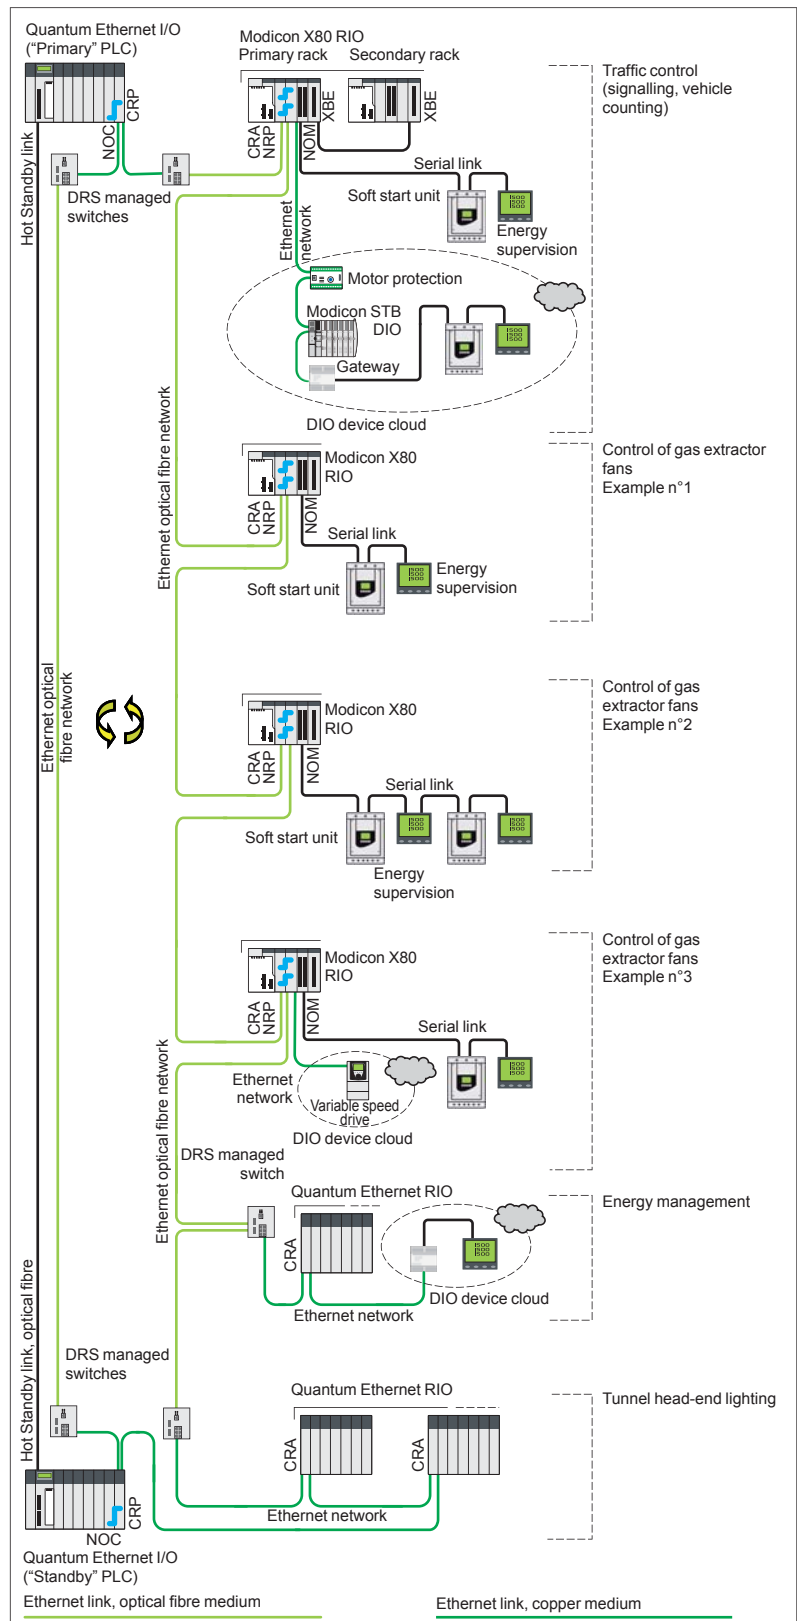 Quantum Ethernet I/O
(“Primary” PLC)
Modicon X80 RIO
Primary rack
Secondary rack
Traffic control
(signalling, vehicle
counting)
NOC
CRP
CRA
NRP
NOM
XBE
XBE
Hot Standby link
DRS managed
switches
Serial link
Soft start unit
Energy
supervision
Ethernet
network
Motor protection
Modicon STB
DIO
Gateway
DIO device cloud
Ethernet optical fibre network
Modicon X80
RIO
Control of gas extractor
fans
Example n°1
CRA
NRP
NOM
Serial link
Soft start unit
Energy
supervision
Ethernet optical
fibre network
Modicon X80
RIO
Control of gas
extractor fans
Example n°2
CRA
NRP
NOM
Serial link
Soft start unit
Energy
supervision
Modicon X80
RIO
Control of gas
extractor fans
Example n°3
CRA
NRP
NOM
Serial link
Ethernet
network
Variable speed
drive
DIO device cloud
Ethernet optical fibre network
DRS managed
switch
Quantum Ethernet RIO
Energy management
CRA
DIO device cloud
Ethernet network
Hot Standby link, optical fibre
DRS managed
switches
Quantum Ethernet RIO
Tunnel head-end lighting
CRA
CRA
Ethernet network
CRP
NOC
Quantum Ethernet I/O
(“Standby” PLC)
Ethernet link, optical fibre medium
Ethernet link, copper medium